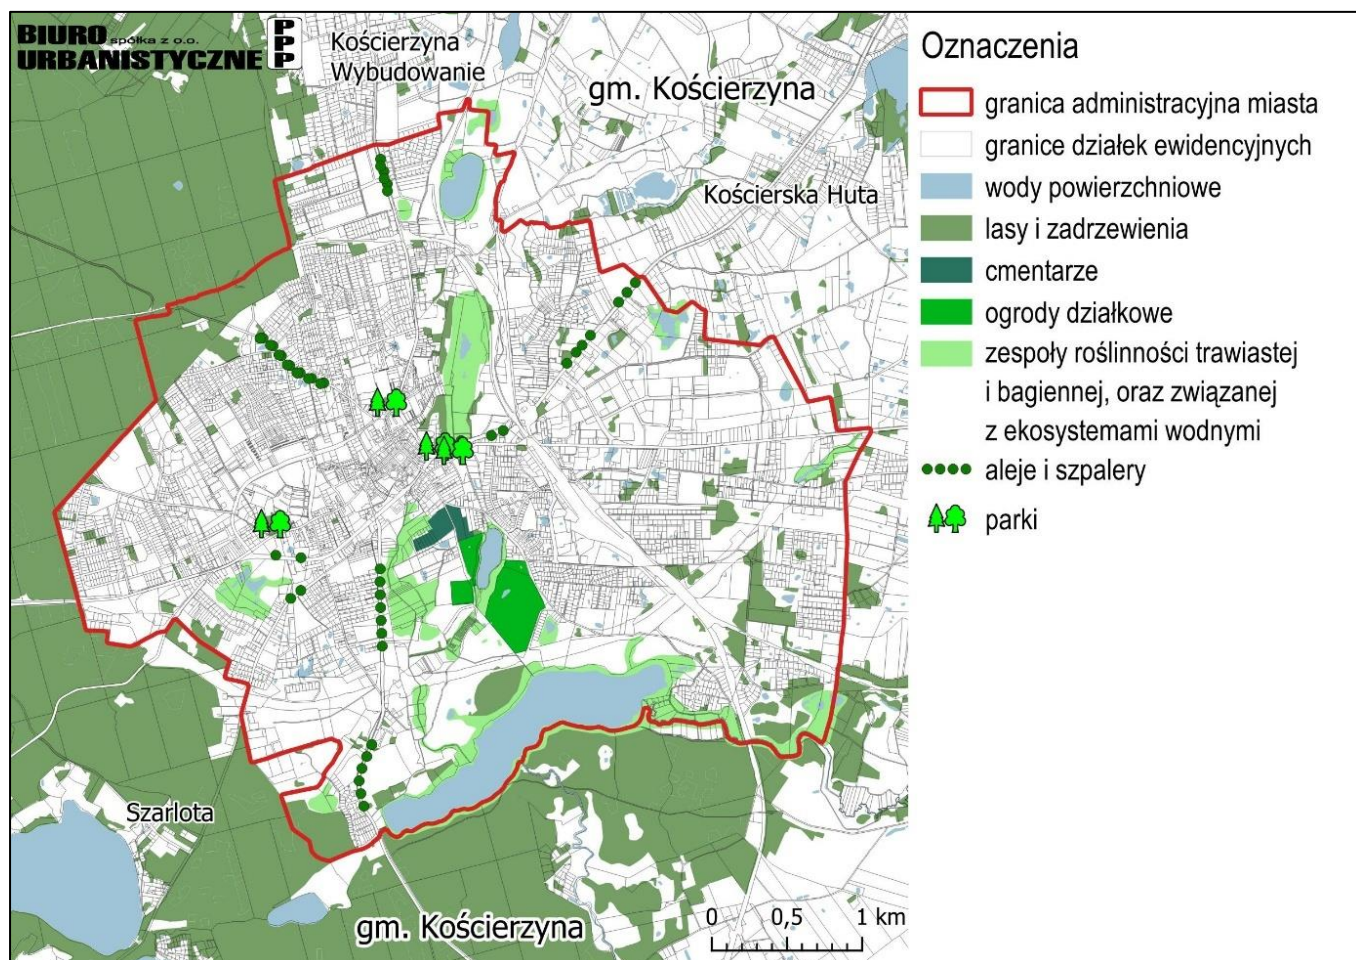 BIURO spółka z o.o.
URBANISTYCZNE
P
P
P
Kościerzyna
Wybudowanie
gm. Kościerzyna
Kościerska Huta
Szarlota
gm. Kościerzyna
0 0,5 1 km
Oznaczenia
granica administracyjna miasta
granice działek ewidencyjnych
wody powierzchniowe
lasy i zadrzewienia
cmentarze
ogrody działkowe
zespoły roślinności trawiastej
i bagiennej, oraz związanej
z ekosystemami wodnymi
aleje i szpalery
parki